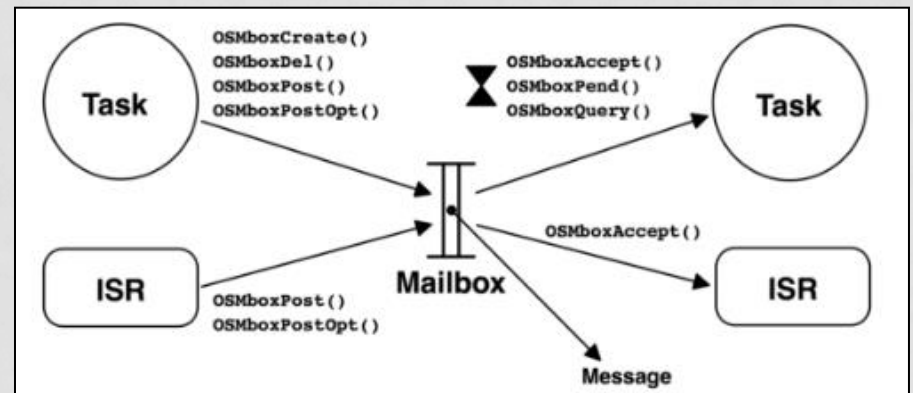 OSMboxCreate()
OSMboxDel()
OSMboxPost()
OSMboxPostOpt()
Task
OSMboxAccept()
OSMboxPend()
OSMboxQuery()
Task
OSMboxAccept()
Mailbox
ISR
OSMboxPost()
OSMboxPostOpt()
ISR
Message